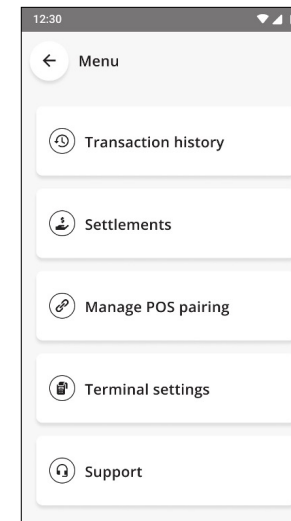 12:30
Menu
Transaction history
Settlements
Manage POS pairing
Terminal settings
Support